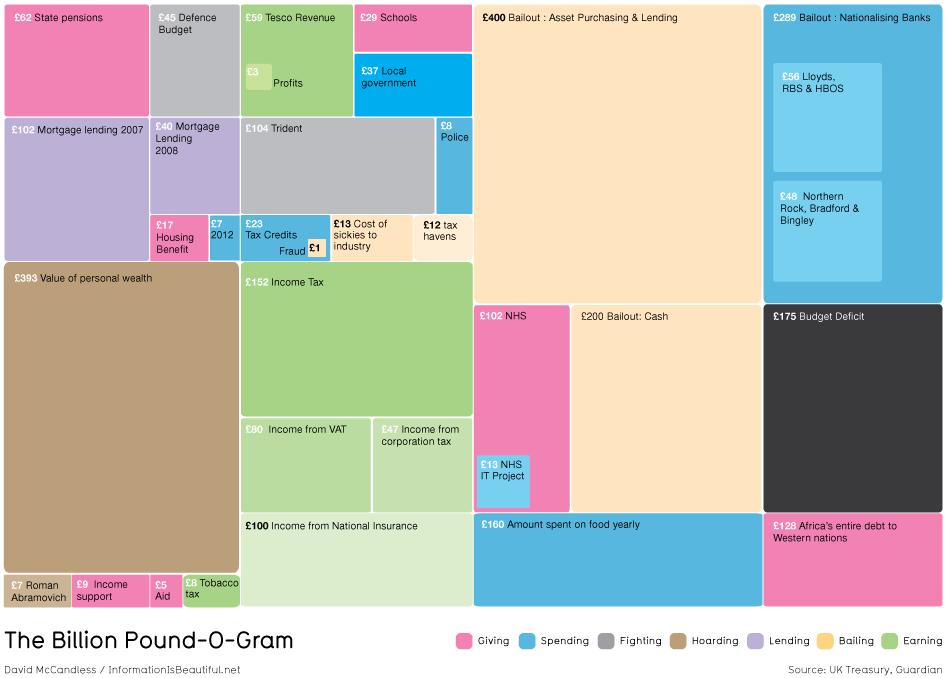 £62 State pensions
£45 Defence
Budget
£59 Tesco Revenue
£3
Profits
£29 Schools
£37 Local
government
£400 Bailout : Asset Purchasing & Lending
£289 Bailout : Nationalising Banks
£56 Lloyds,
RBS & HBOS
£48 Northern
Rock, Bradford &
Bingley
£102 Mortgage lending 2007
£40 Mortgage
Lending
2008
£104 Trident
£8
Police
£17
Housing
Benefit
£7
2012
£23
Tax Credits
Fraud £1
£13 Cost of
sickies to
industry
£12 tax
havens
£393 Value of personal wealth
£152 Income Tax
£102 NHS
£13 NHS
IT Project
£200 Bailout: Cash
£175 Budget Deficit
£80 Income from VAT
£47 Income from
corporation tax
£100 Income from National Insurance
£160 Amount spent on food yearly
£128 Africa's entire debt to
Western nations
£7 Roman
Abramovich
£9 Income
support
£5
Aid
£8 Tobacco
tax
The Billion Pound-O-Gram
Giving
Spending
Fighting
Hoarding
Lending
Bailing
Earning
David McCandless / InformationIsBeautiful.net
Source: UK Treasury, Guardian